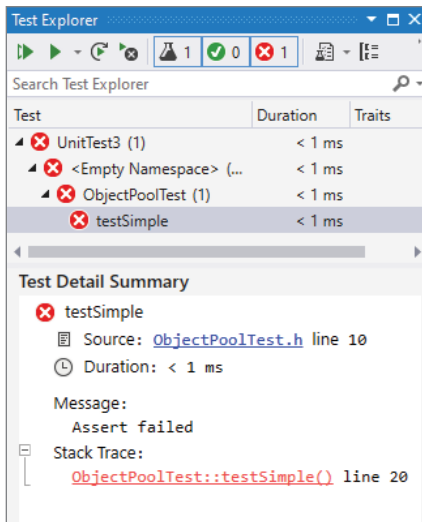 Test Explorer
1 0 1
Search Test Explorer
Test Duration Traits
UnitTest3 (1) < 1 ms
<Empty Namespace> (... < 1 ms
ObjectPoolTest (1) < 1 ms
testSimple < 1 ms
Test Detail Summary
testSimple
Source: ObjectPoolTest.h line 10
Duration: < 1 ms
Message:
Assert failed
Stack Trace:
ObjectPoolTest::testSimple() line 20